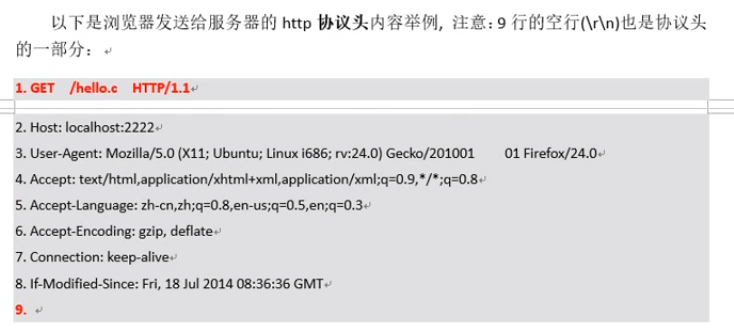 以下是浏览器发送给服务器的 http 协议头内容举例, 注意: 9 行的空行(\r\n)也是协议头
的一部分:
1. GET /hello.c HTTP/1.1
2. Host: localhost:2222
3. User-Agent: Mozilla/5.0 (X11; Ubuntu; Linux i686; rv:24.0) Gecko/201001 01 Firefox/24.0
4. Accept: text/html,application/xhtml+xml,application/xml;q=0.9,*/*;q=0.8
5. Accept-Language: zh-cn,zh;q=0.8,en-us;q=0.5,en;q=0.3
6. Accept-Encoding: gzip, deflate
7. Connection: keep-alive
8. If-Modified-Since: Fri, 18 Jul 2014 08:36:36 GMT
9.